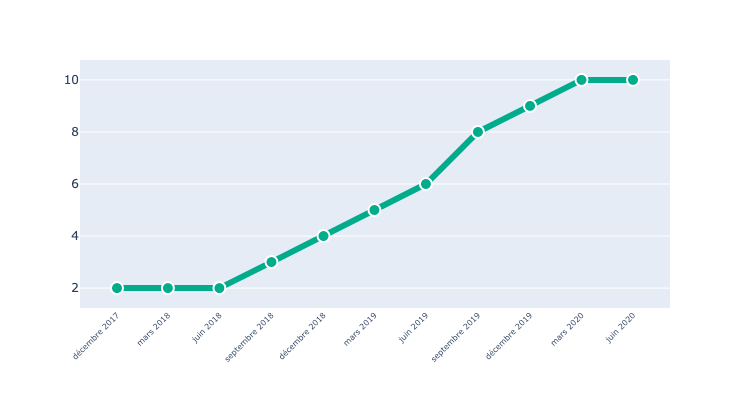 10
8
6
4
2
décembre 2017
mars 2018
juin 2018
septembre 2018
décembre 2018
mars 2019
juin 2019
septembre 2019
décembre 2019
mars 2020
juin 2020